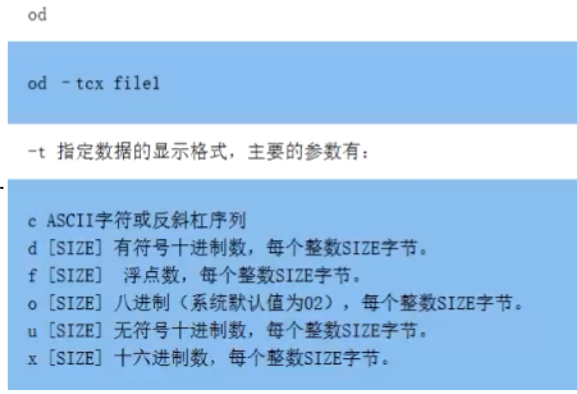 od
od –tcx file1
-t 指定数据的显示格式，主要的参数有：
c ASCII字符或反斜杠序列
d [SIZE] 有符号十进制数，每个整数SIZE字节。
f [SIZE] 浮点数，每个整数SIZE字节。
o [SIZE] 八进制（系统默认值为02），每个整数SIZE字节。
u [SIZE] 无符号十进制数，每个整数SIZE字节。
x [SIZE] 十六进制数，每个整数SIZE字节。